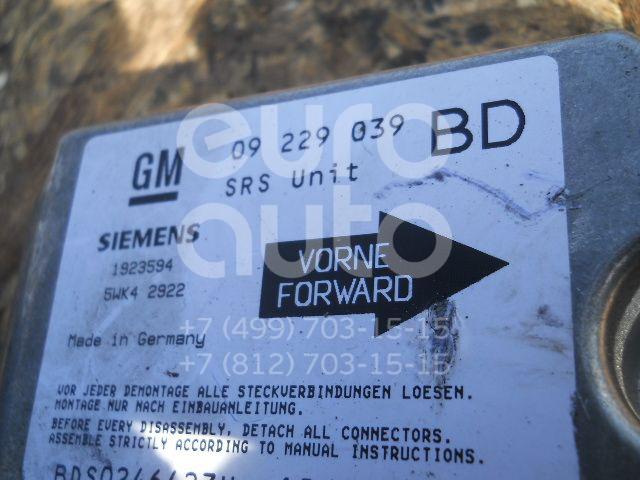 GM 09 229 039 BD
SRS Unit
SIEMENS
1923594
5WK4 2922
VORNE
FORWARD
Made in Germany
VOR JEDER DEMONTAGE ALLE STECKVERBINDUNGEN LOESEN.
MONTAGE NUR NACH EINBAUANLEITUNG.
BEFORE EVERY DISASSEMBLY, DETACH ALL CONNECTORS.
ASSEMBLE STRICTLY ACCORDING TO MANUAL INSTRUCTIONS.
euro
auto
+7 (499) 703-15-15
+7 (812) 703-15-15